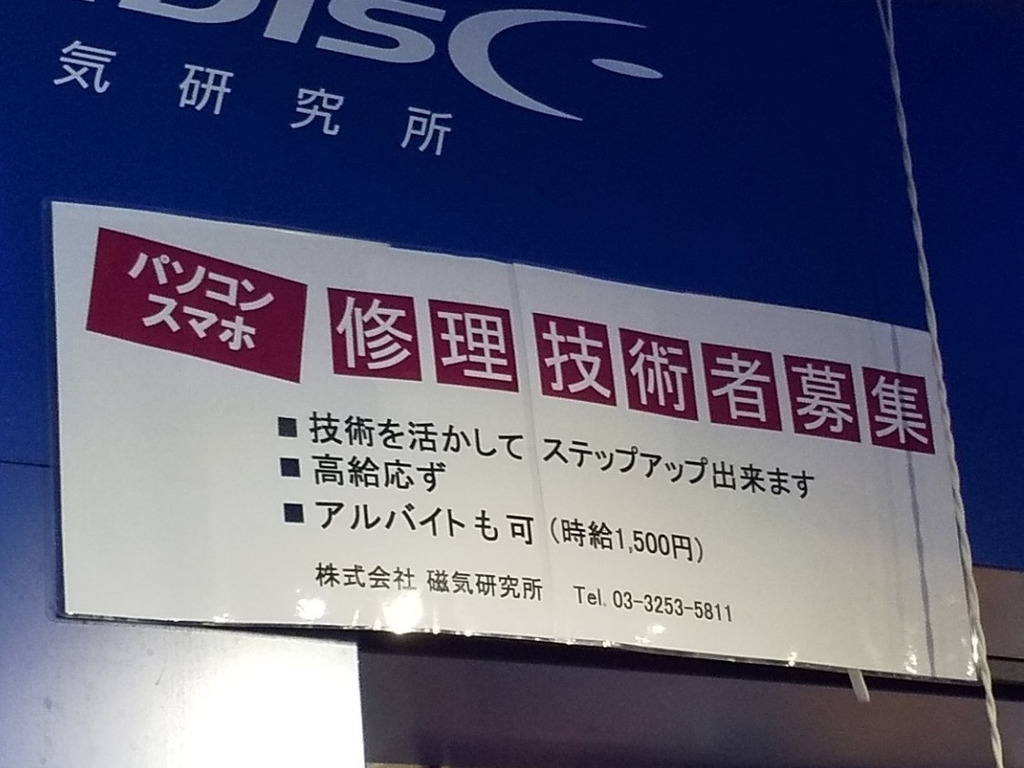 DISC
気研究所
パソコン
スマホ
修理技術者募集
■ 技術を活かして ステップアップ出来ます
■ 高給応ず
■ アルバイトも可 (時給1,500円)
株式会社 磁気研究所 Tel. 03-3253-5811